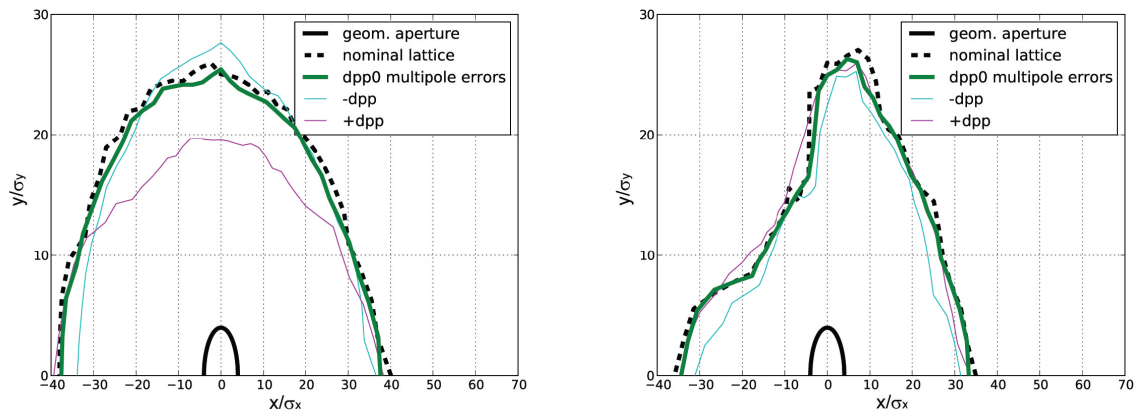 30
20
10
0
y/σy
−40 −30 −20 −10 0 10 20 30 40 50 60 70
x/σx
geom. aperture
nominal lattice
dpp0 multipole errors
-dpp
+dpp
30
20
10
0
y/σy
−40 −30 −20 −10 0 10 20 30 40 50 60 70
x/σx
geom. aperture
nominal lattice
dpp0 multipole errors
-dpp
+dpp